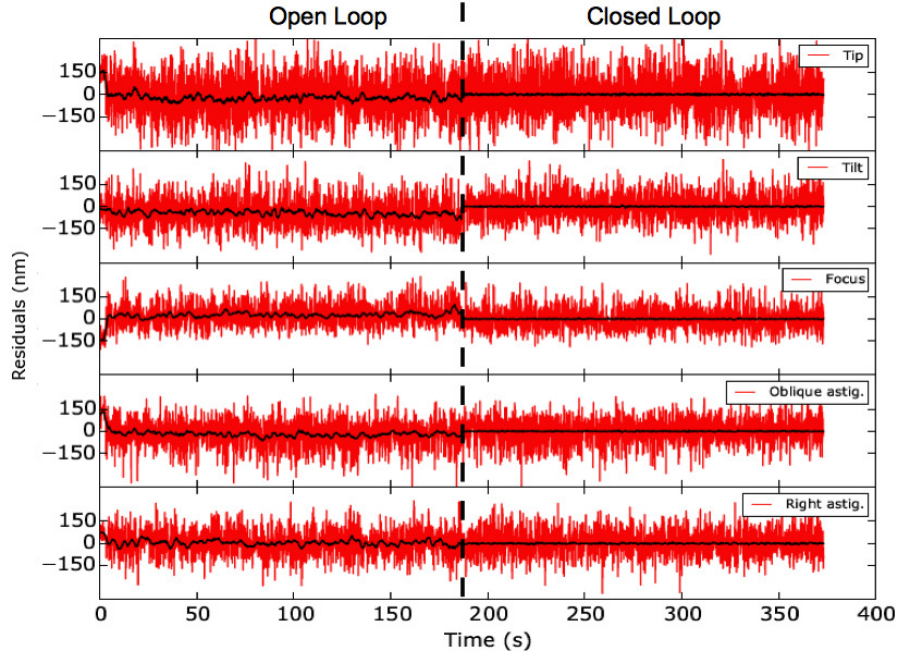 Open Loop Closed Loop
Residuals (nm)
150
0
−150
Tip
150
0
−150
Tilt
150
0
−150
Focus
150
0
−150
Oblique astig.
150
0
−150
Right astig.
0 50 100 150 200 250 300 350 400
Time (s)